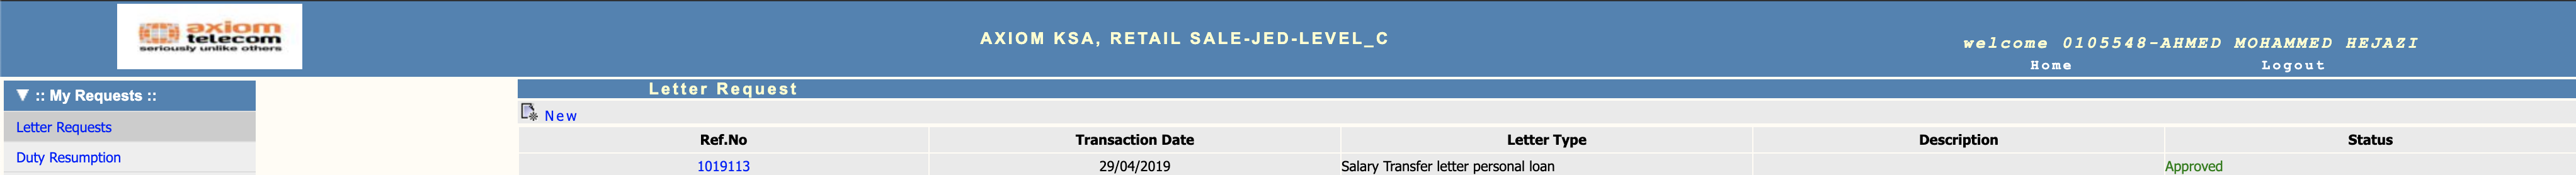 axiom
telecom
seriously unlike others
AXIOM KSA, RETAIL SALE-JED-LEVEL_C
welcome 0105548-AHMED MOHAMMED HEJAZI
Home Logout
:: My Requests ::
Letter Requests
Duty Resumption
Letter Request
New
Ref.No Transaction Date Letter Type Description Status
1019113 29/04/2019 Salary Transfer letter personal loan Approved